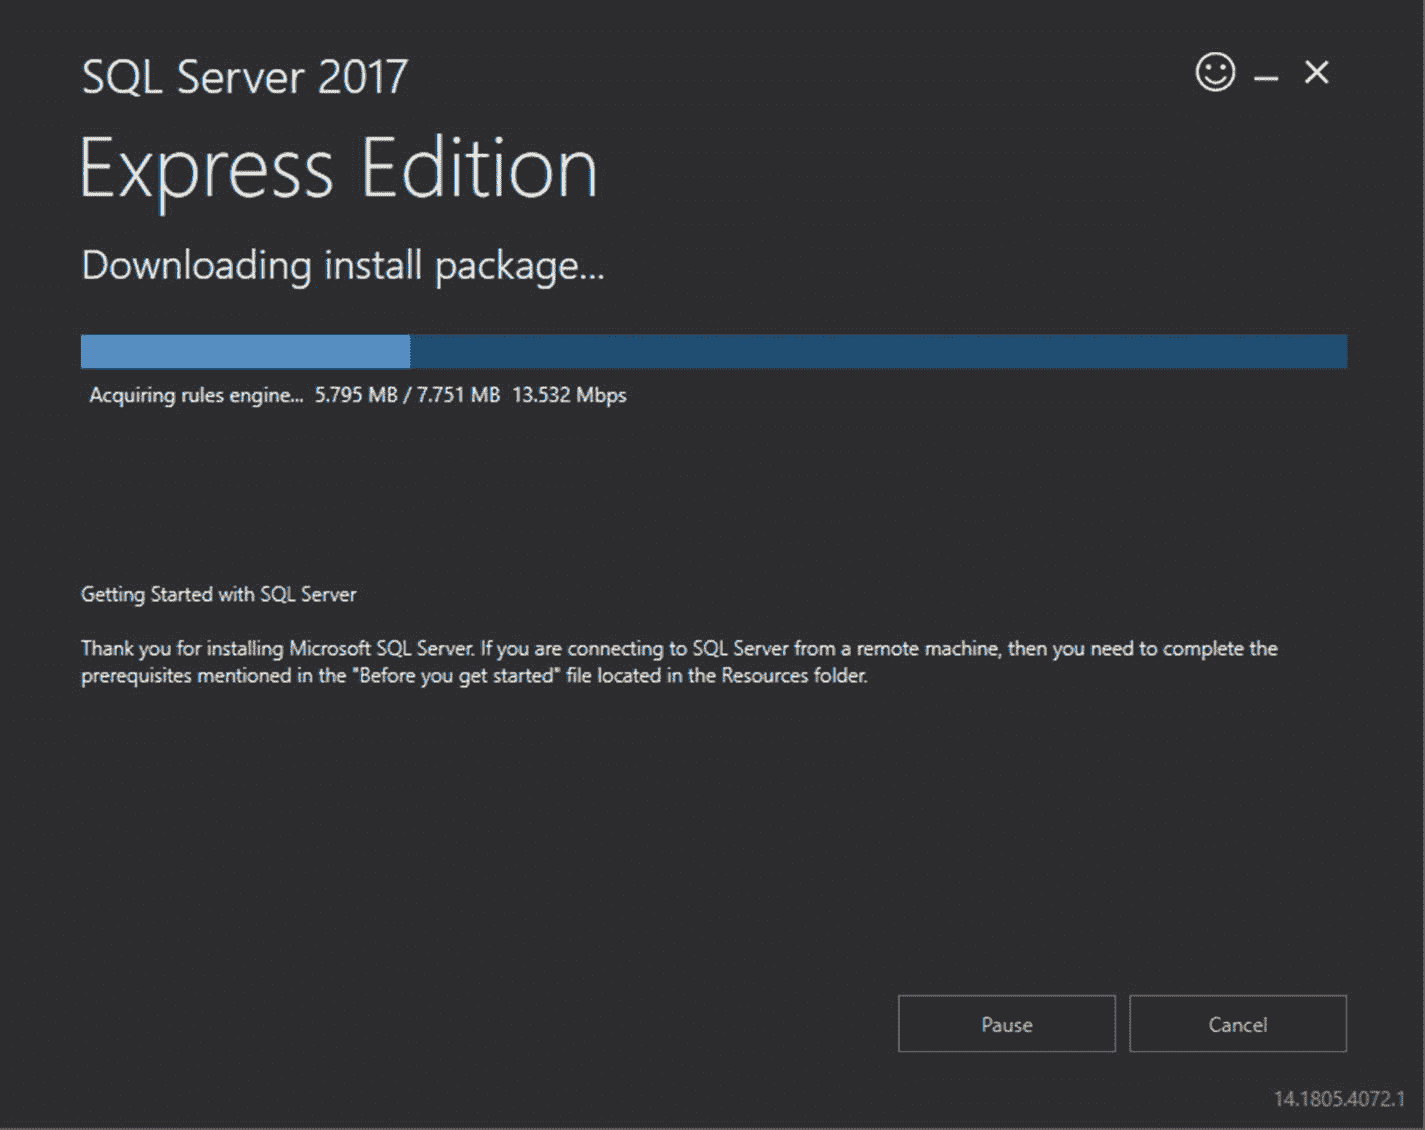 SQL Server 2017
Express Edition
Downloading install package...
Acquiring rules engine... 5.795 MB / 7.751 MB 13.532 Mbps
Getting Started with SQL Server
Thank you for installing Microsoft SQL Server. If you are connecting to SQL Server from a remote machine, then you need to complete the
prerequisites mentioned in the "Before you get started" file located in the Resources folder.
Pause
Cancel
14.1805.4072.1